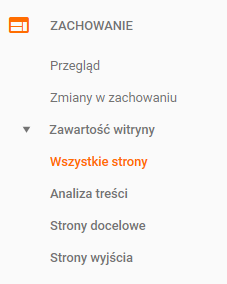 ZACHOWANIE
Przegląd
Zmiany w zachowaniu
Zawartość witryny
Wszystkie strony
Analiza treści
Strony docelowe
Strony wyjścia